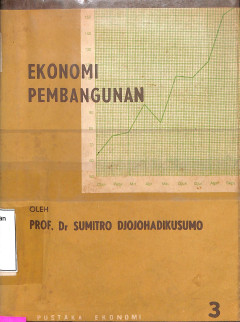 EKONOMI
PEMBANGUNAN
OLEH
PROF. Dr SUMITRO DJOJOHADIKUSUMO
PUSTAKA EKONOMI
3